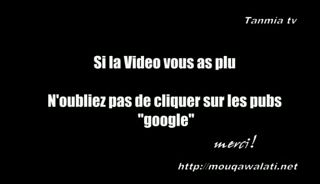 Tanmia tv
Si la Video vous as plu
N'oubliez pas de cliquer sur les pubs
"google"
merci!
http://mouqawalati.net